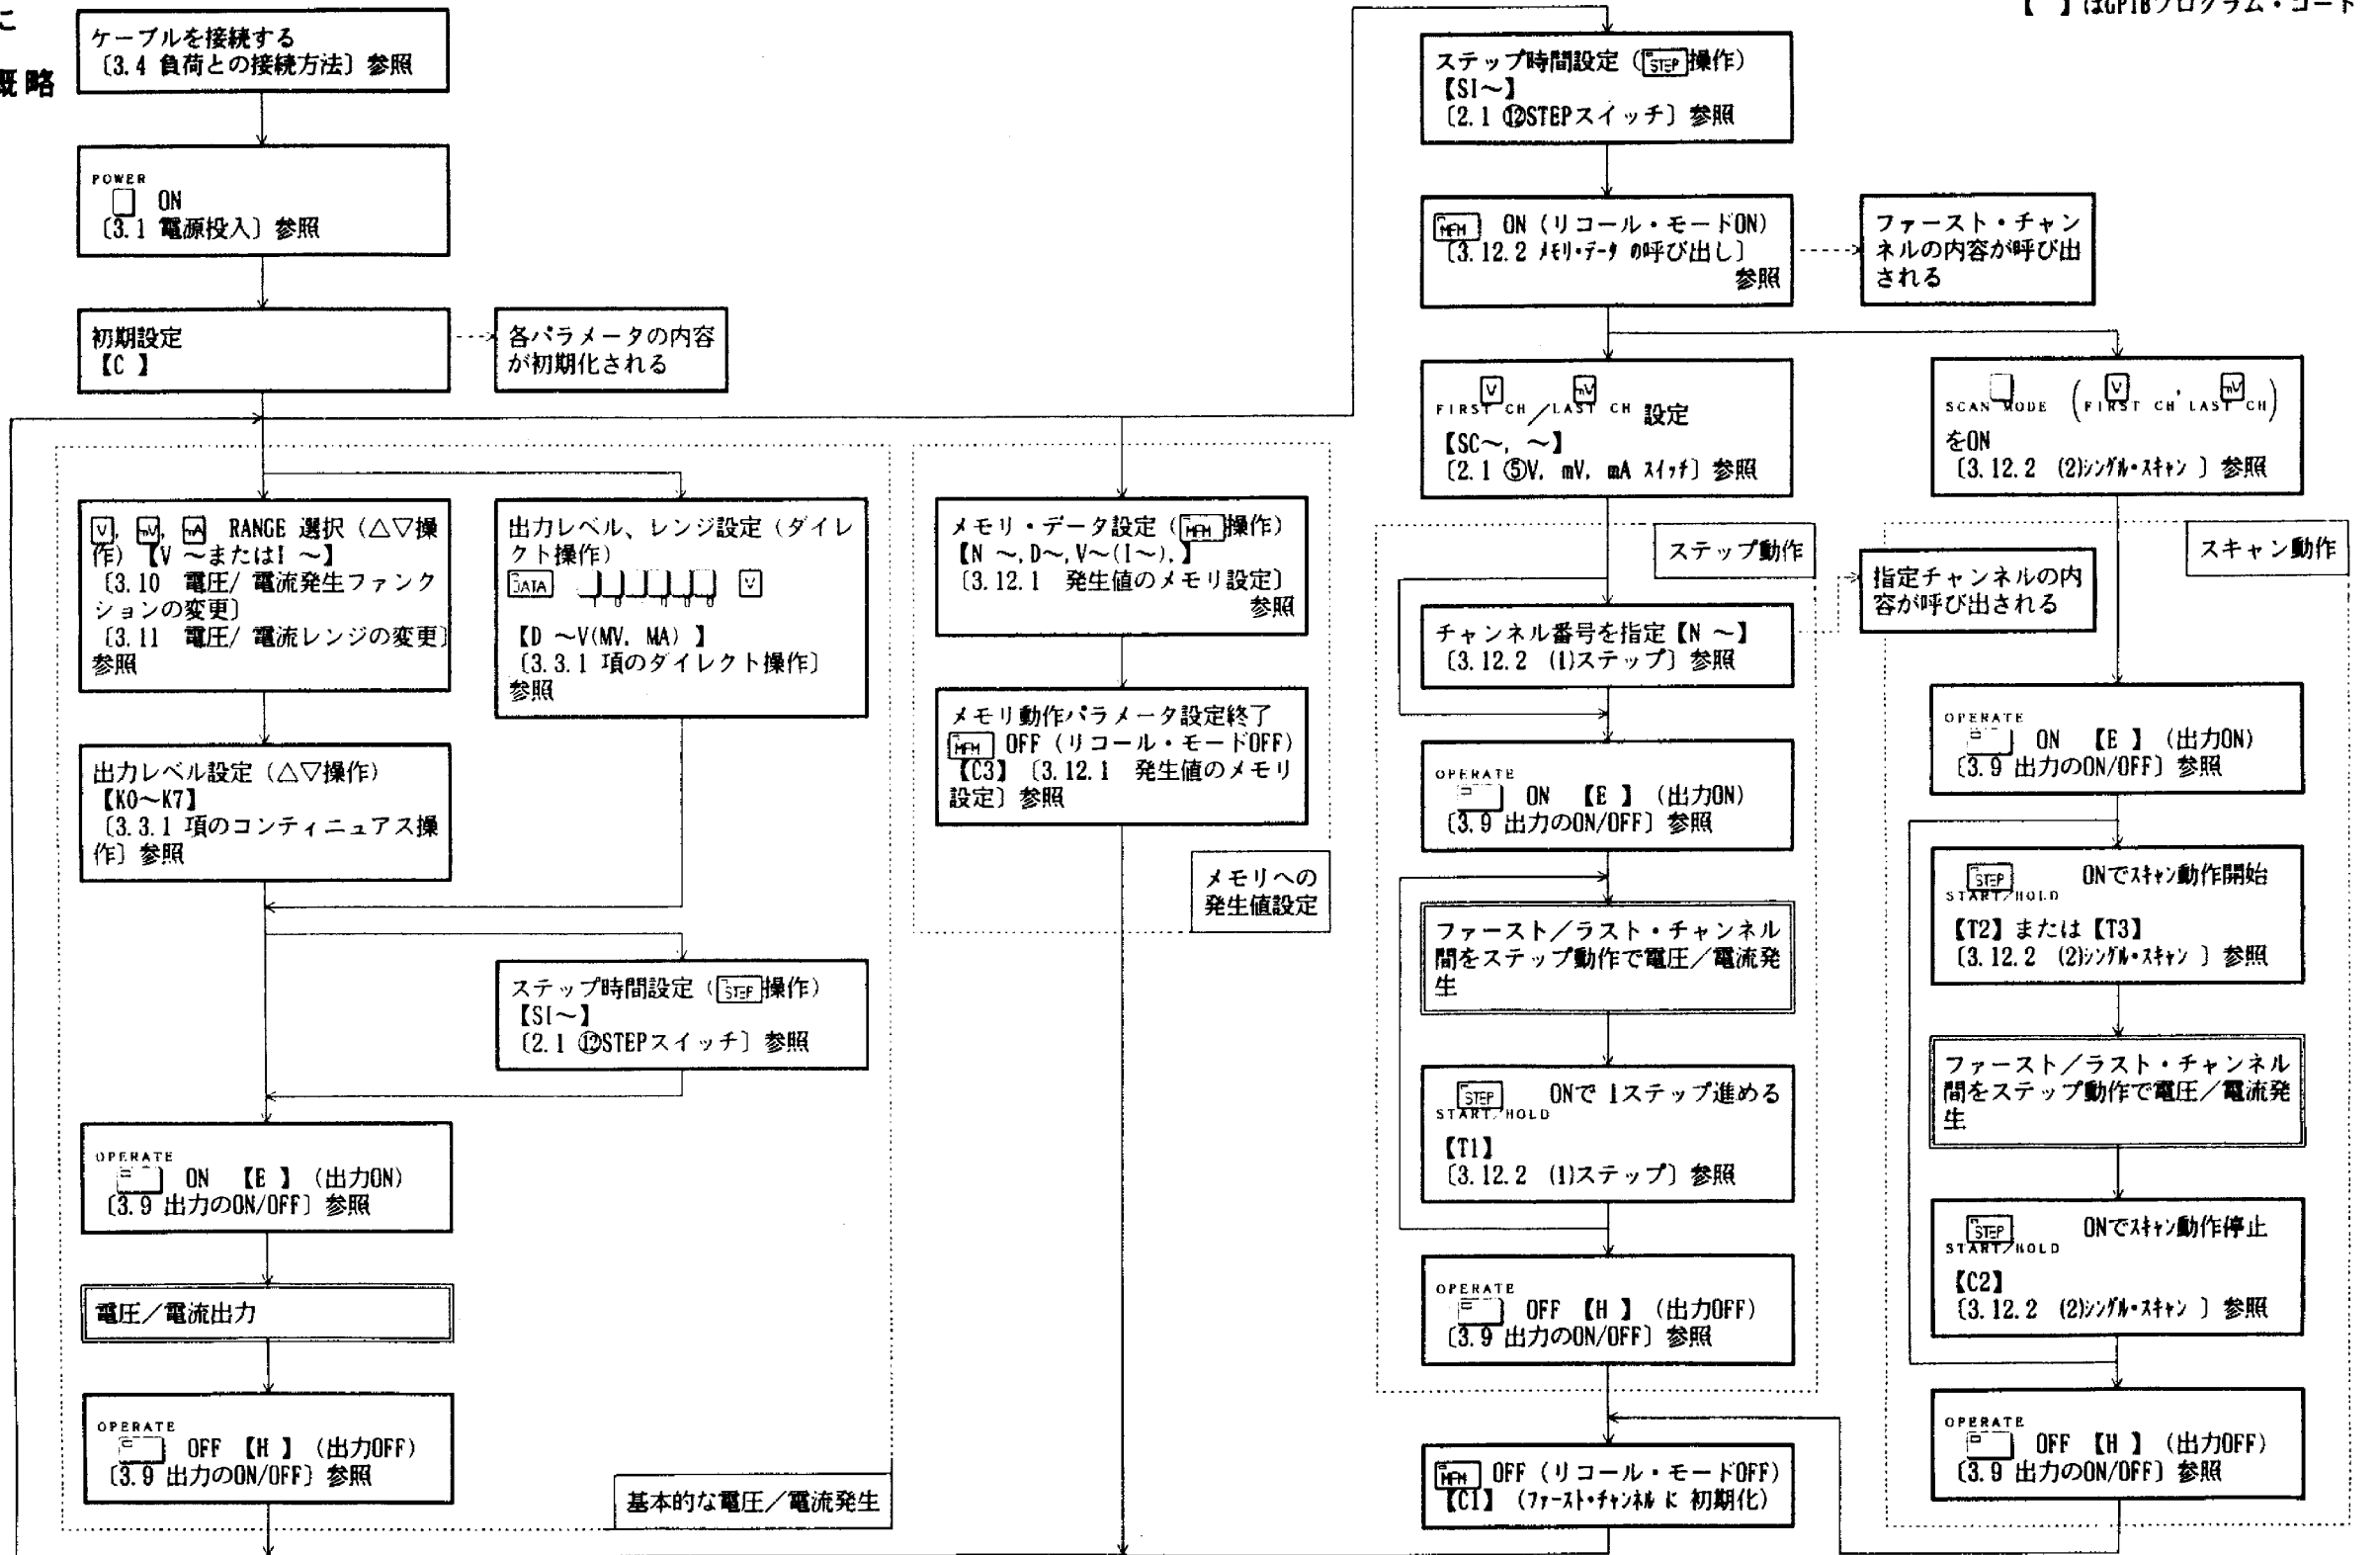 に
概略
ケーブルを接続する
〔3.4 負荷との接続方法〕参照
POWER
ON
〔3.1 電源投入〕参照
初期設定
【C 】
各パラメータの内容
が初期化される
V, mV, mA RANGE 選択（△▽操
作）【V ～またはI ～】
〔3.10 電圧/ 電流発生ファンク
ションの変更〕
〔3.11 電圧/ 電流レンジの変更〕
参照
出力レベル、レンジ設定（ダイレ
クト操作）
DATA V
【D ～V(MV, MA) 】
〔3.3.1 項のダイレクト操作〕
参照
出力レベル設定（△▽操作）
【K0～K7】
〔3.3.1 項のコンティニュアス操
作〕参照
ステップ時間設定（STEP操作）
【SI～】
〔2.1 ⑫STEPスイッチ〕参照
OPERATE
ON 【E 】（出力ON）
〔3.9 出力のON/OFF〕参照
電圧／電流出力
OPERATE
OFF 【H 】（出力OFF）
〔3.9 出力のON/OFF〕参照
基本的な電圧／電流発生
メモリ・データ設定（MEM操作）
【N ～,D～,V～(I～),】
〔3.12.1 発生値のメモリ設定〕
参照
メモリ動作パラメータ設定終了
MEM OFF（リコール・モードOFF）
【C3】〔3.12.1 発生値のメモリ
設定〕参照
メモリへの
発生値設定
【 】はGPIBプログラム・コード
ステップ時間設定（STEP操作）
【SI～】
〔2.1 ⑫STEPスイッチ〕参照
MEM ON（リコール・モードON）
〔3.12.2 メモリ・データ の呼び出し〕
参照
ファースト・チャン
ネルの内容が呼び出
される
V mV
FIRST CH／LAST CH 設定
【SC～, ～】
〔2.1 ⑤V, mV, mA スイッチ〕参照
V mV
SCAN MODE （FIRST CH, LAST CH）
をON
〔3.12.2 (2)シングル・スキャン 〕参照
ステップ動作
チャンネル番号を指定【N ～】
〔3.12.2 (1)ステップ〕参照
指定チャンネルの内
容が呼び出される
スキャン動作
OPERATE
ON 【E 】（出力ON）
〔3.9 出力のON/OFF〕参照
ファースト／ラスト・チャンネル
間をステップ動作で電圧／電流発
生
STEP ONで 1ステップ進める
START/HOLD
【T1】
〔3.12.2 (1)ステップ〕参照
OPERATE
OFF 【H 】（出力OFF）
〔3.9 出力のON/OFF〕参照
MEM OFF（リコール・モードOFF）
【C1】（ファースト・チャンネル に 初期化）
OPERATE
ON 【E 】（出力ON）
〔3.9 出力のON/OFF〕参照
STEP ONでスキャン動作開始
START/HOLD
【T2】または【T3】
〔3.12.2 (2)シングル・スキャン 〕参照
ファースト／ラスト・チャンネル
間をステップ動作で電圧／電流発
生
STEP ONでスキャン動作停止
START/HOLD
【C2】
〔3.12.2 (2)シングル・スキャン 〕参照
OPERATE
OFF 【H 】（出力OFF）
〔3.9 出力のON/OFF〕参照